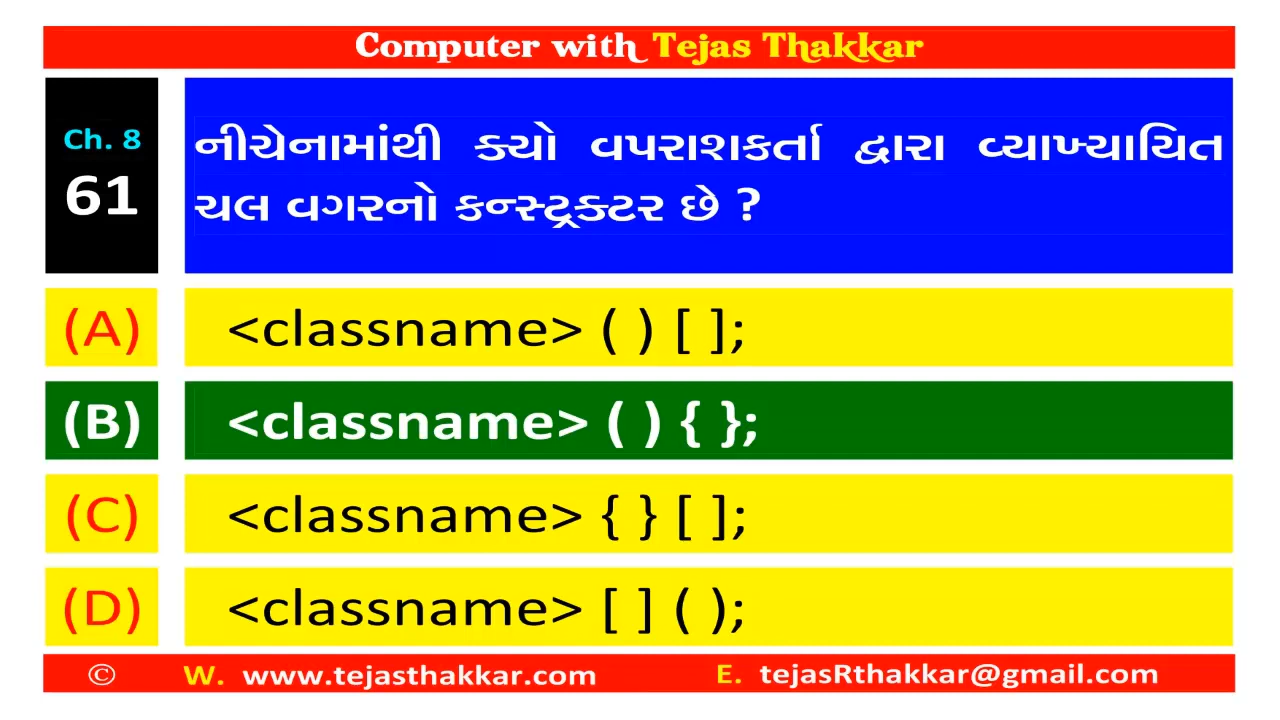 Computer with Tejas Thakkar
Ch. 8
61
નીચેનામાંથી ક્યો વપરાશકર્તા દ્વારા વ્યાખ્યાયિત
ચલ વગરનો કન્સ્ટ્રક્ટર છે ?
(A) <classname> ( ) [ ];
(B) <classname> ( ) { };
(C) <classname> { } [ ];
(D) <classname> [ ] ( );
© W. www.tejasthakkar.com E. tejasRthakkar@gmail.com